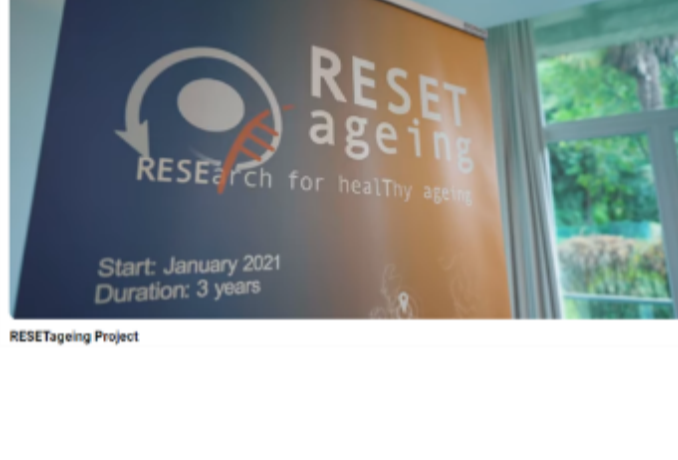 RESET
ageing
RESEarch for healThy ageing
Start: January 2021
Duration: 3 years
RESETageing Project